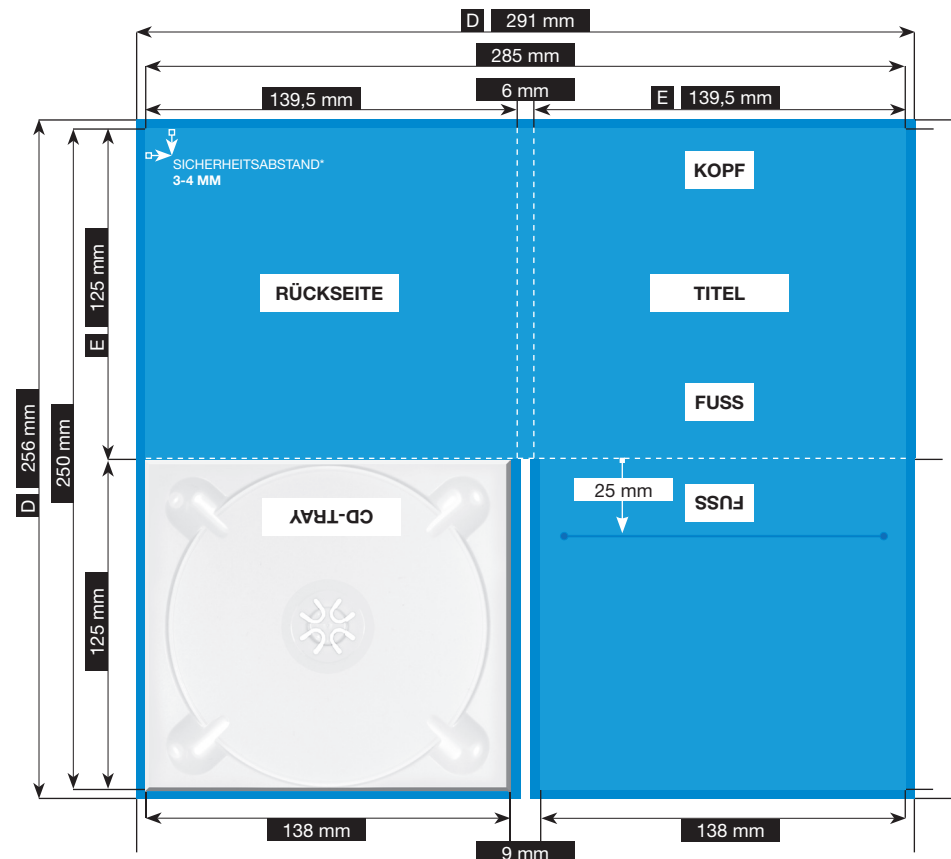 D 291 mm
285 mm
139,5 mm
6 mm
E 139,5 mm
SICHERHEITSABSTAND*
3-4 MM
KOPF
RÜCKSEITE
TITEL
FUSS
125 mm
E
D 256 mm
250 mm
25 mm
FUSS
CD-TRAY
125 mm
138 mm
9 mm
138 mm